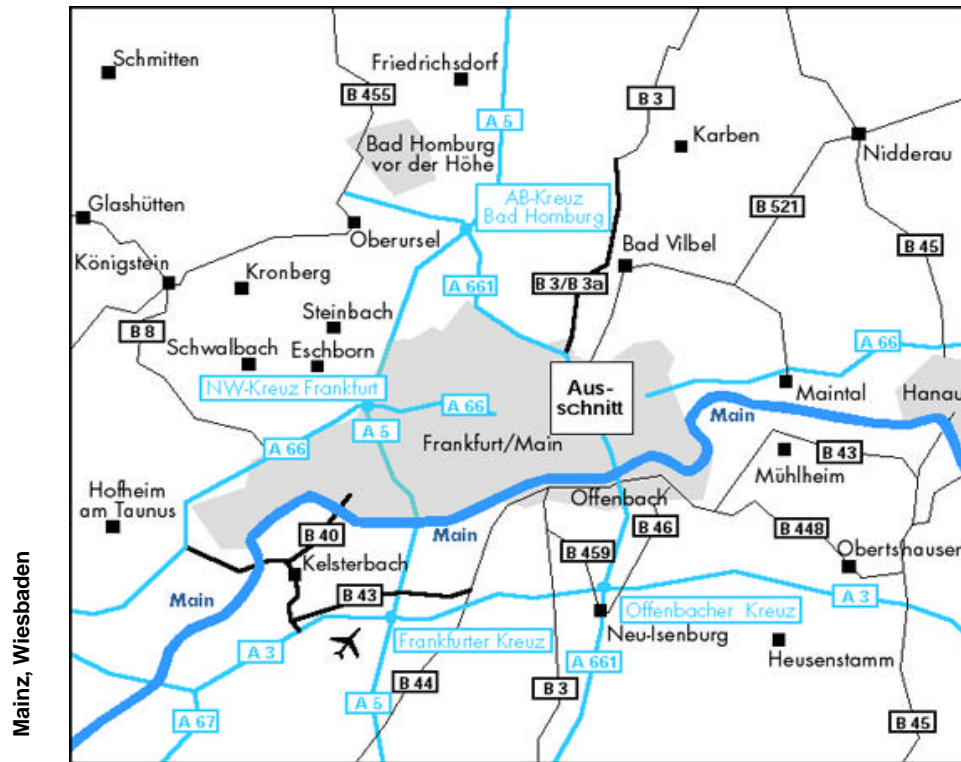 Schmitten
Friedrichsdorf
B 455
B 3
A 5
Karben
Nidderau
Bad Homburg
vor der Höhe
AB-Kreuz
Bad Homburg
B 521
Glashütten
Oberursel
Bad Vilbel
B 45
Königstein
Kronberg
A 661
B 3/B 3a
Steinbach
B 8
Schwalbach
Eschborn
A 66
NW-Kreuz Frankfurt
Aus-
schnitt
Maintal
Hanau
A 66
Main
A 5
Frankfurt/Main
A 66
B 43
Mühlheim
Hofheim
am Taunus
Offenbach
B 40
Main
B 46
B 448
B 459
Obertshausen
Kelsterbach
Main
B 43
A 3
Offenbacher Kreuz
Frankfurter Kreuz
Neu-Isenburg
A 3
Heusenstamm
A 661
B 44
B 3
A 5
A 67
B 45
Mainz, Wiesbaden